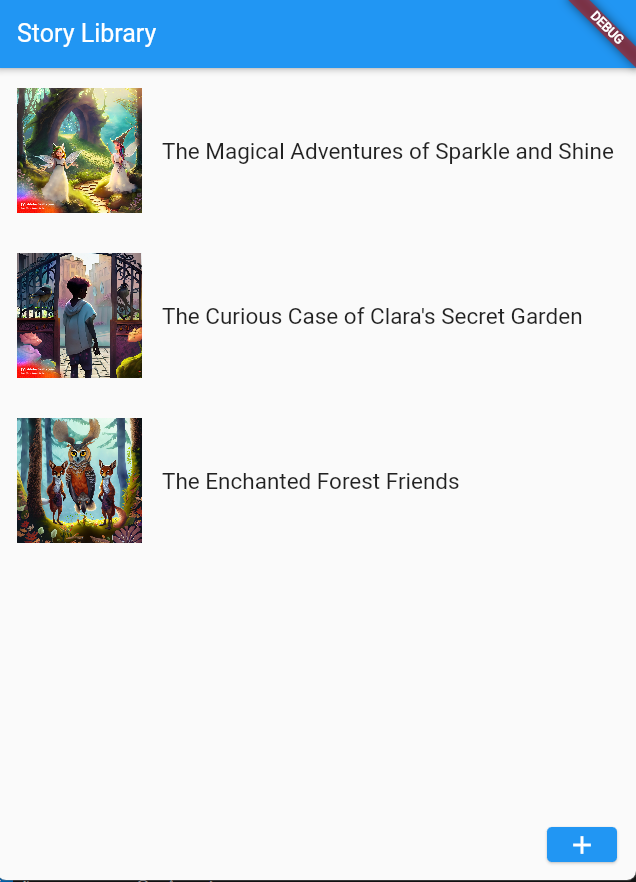 Story Library
DEBUG
The Magical Adventures of Sparkle and Shine
The Curious Case of Clara's Secret Garden
The Enchanted Forest Friends